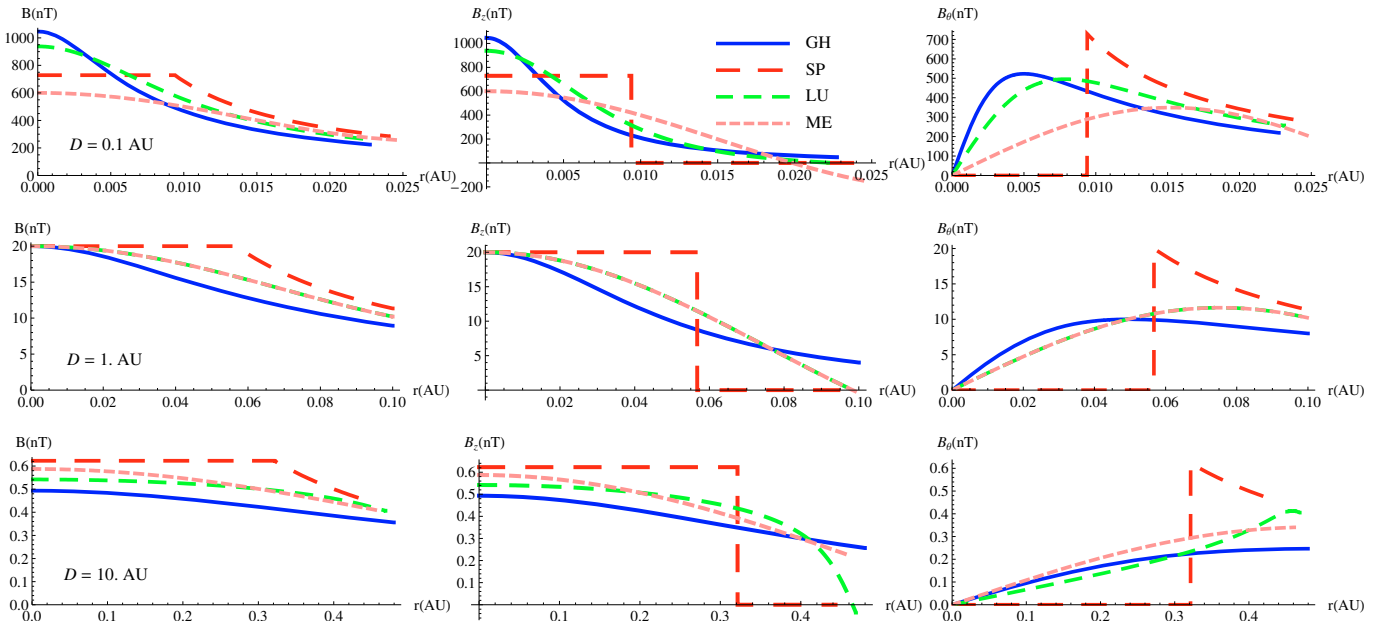 B(nT)
1000
800
600
400
200
0
0.000 0.005 0.010 0.015 0.020 0.025
r(AU)
D = 0.1 AU
B_z(nT)
1000
800
600
400
200
−200
0.005 0.010 0.015 0.020 0.025
r(AU)
GH
SP
LU
ME
B_θ(nT)
700
600
500
400
300
200
100
0
0.000 0.005 0.010 0.015 0.020 0.025
r(AU)
B(nT)
20
15
10
5
0
0.00 0.02 0.04 0.06 0.08 0.10
r(AU)
D = 1. AU
B_z(nT)
20
15
10
5
0
0.00 0.02 0.04 0.06 0.08 0.10
r(AU)
B_θ(nT)
20
15
10
5
0
0.00 0.02 0.04 0.06 0.08 0.10
r(AU)
B(nT)
0.6
0.5
0.4
0.3
0.2
0.1
0.0
0.0 0.1 0.2 0.3 0.4
r(AU)
D = 10. AU
B_z(nT)
0.6
0.5
0.4
0.3
0.2
0.1
0.0 0.1 0.2 0.3 0.4
r(AU)
B_θ(nT)
0.6
0.5
0.4
0.3
0.2
0.1
0.0
0.0 0.1 0.2 0.3 0.4
r(AU)